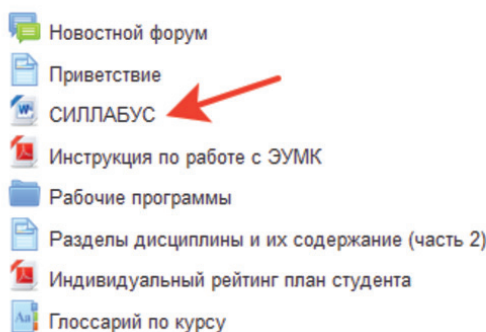 Новостной форум
Приветствие
СИЛЛАБУС
Инструкция по работе с ЭУМК
Рабочие программы
Разделы дисциплины и их содержание (часть 2)
Индивидуальный рейтинг план студента
Глоссарий по курсу